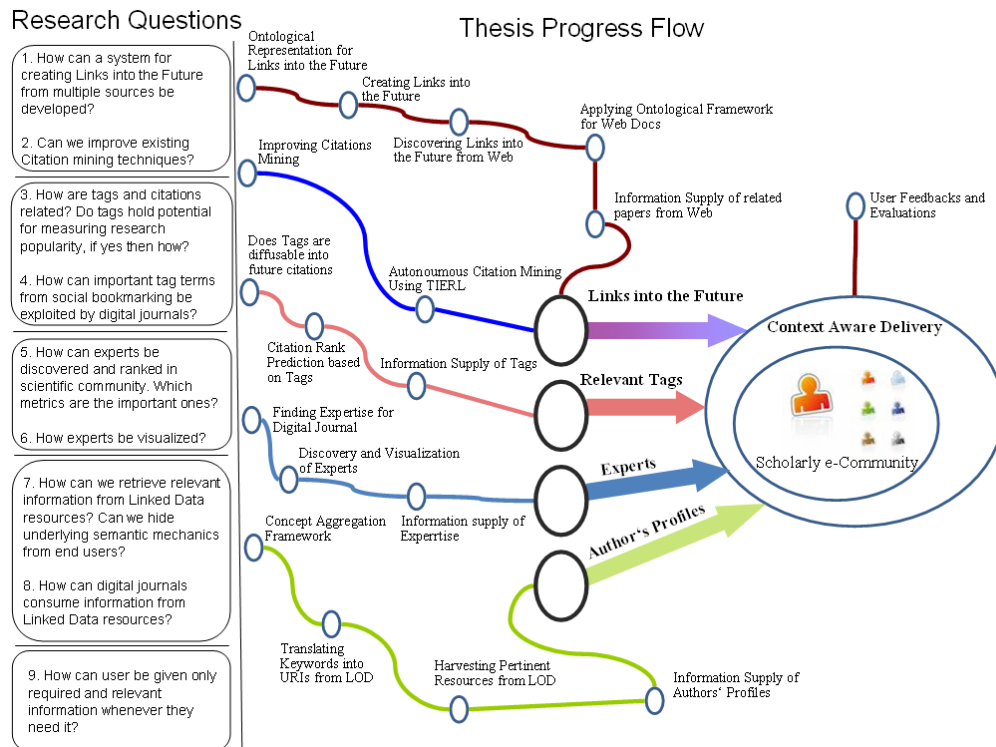 Research Questions
Thesis Progress Flow
1. How can a system for
creating Links into the Future
from multiple sources be
developed?
2. Can we improve existing
Citation mining techniques?
3. How are tags and citations
related? Do tags hold potential
for measuring research
popularity, if yes then how?
4. How can important tag terms
from social bookmarking be
exploited by digital journals?
5. How can experts be
discovered and ranked in
scientific community. Which
metrics are the important ones?
6. How experts be visualized?
7. How can we retrieve relevant
information from Linked Data
resources? Can we hide
underlying semantic mechanics
from end users?
8. How can digital journals
consume information from
Linked Data resources?
9. How can user be given only
required and relevant
information whenever they
need it?
Ontological
Representation for
Links into the Future
Creating Links into
the Future
Discovering Links into
the Future from Web
Applying Ontological Framework
for Web Docs
Information Supply of related
papers from Web
Improving Citations
Mining
Autonoumous Citation Mining
Using TIERL
Does Tags are
diffusable into
future citations
Citation Rank
Prediction based
on Tags
Information Supply of Tags
Finding Expertise for
Digital Journal
Discovery and Visualization
of Experts
Information supply of
Expertise
Concept Aggregation
Framework
Translating
Keywords into
URIs from LOD
Harvesting Pertinent
Resources from LOD
Information Supply of
Authors' Profiles
Links into the Future
Relevant Tags
Experts
Author's Profiles
User Feedbacks and
Evaluations
Context Aware Delivery
Scholarly e-Community